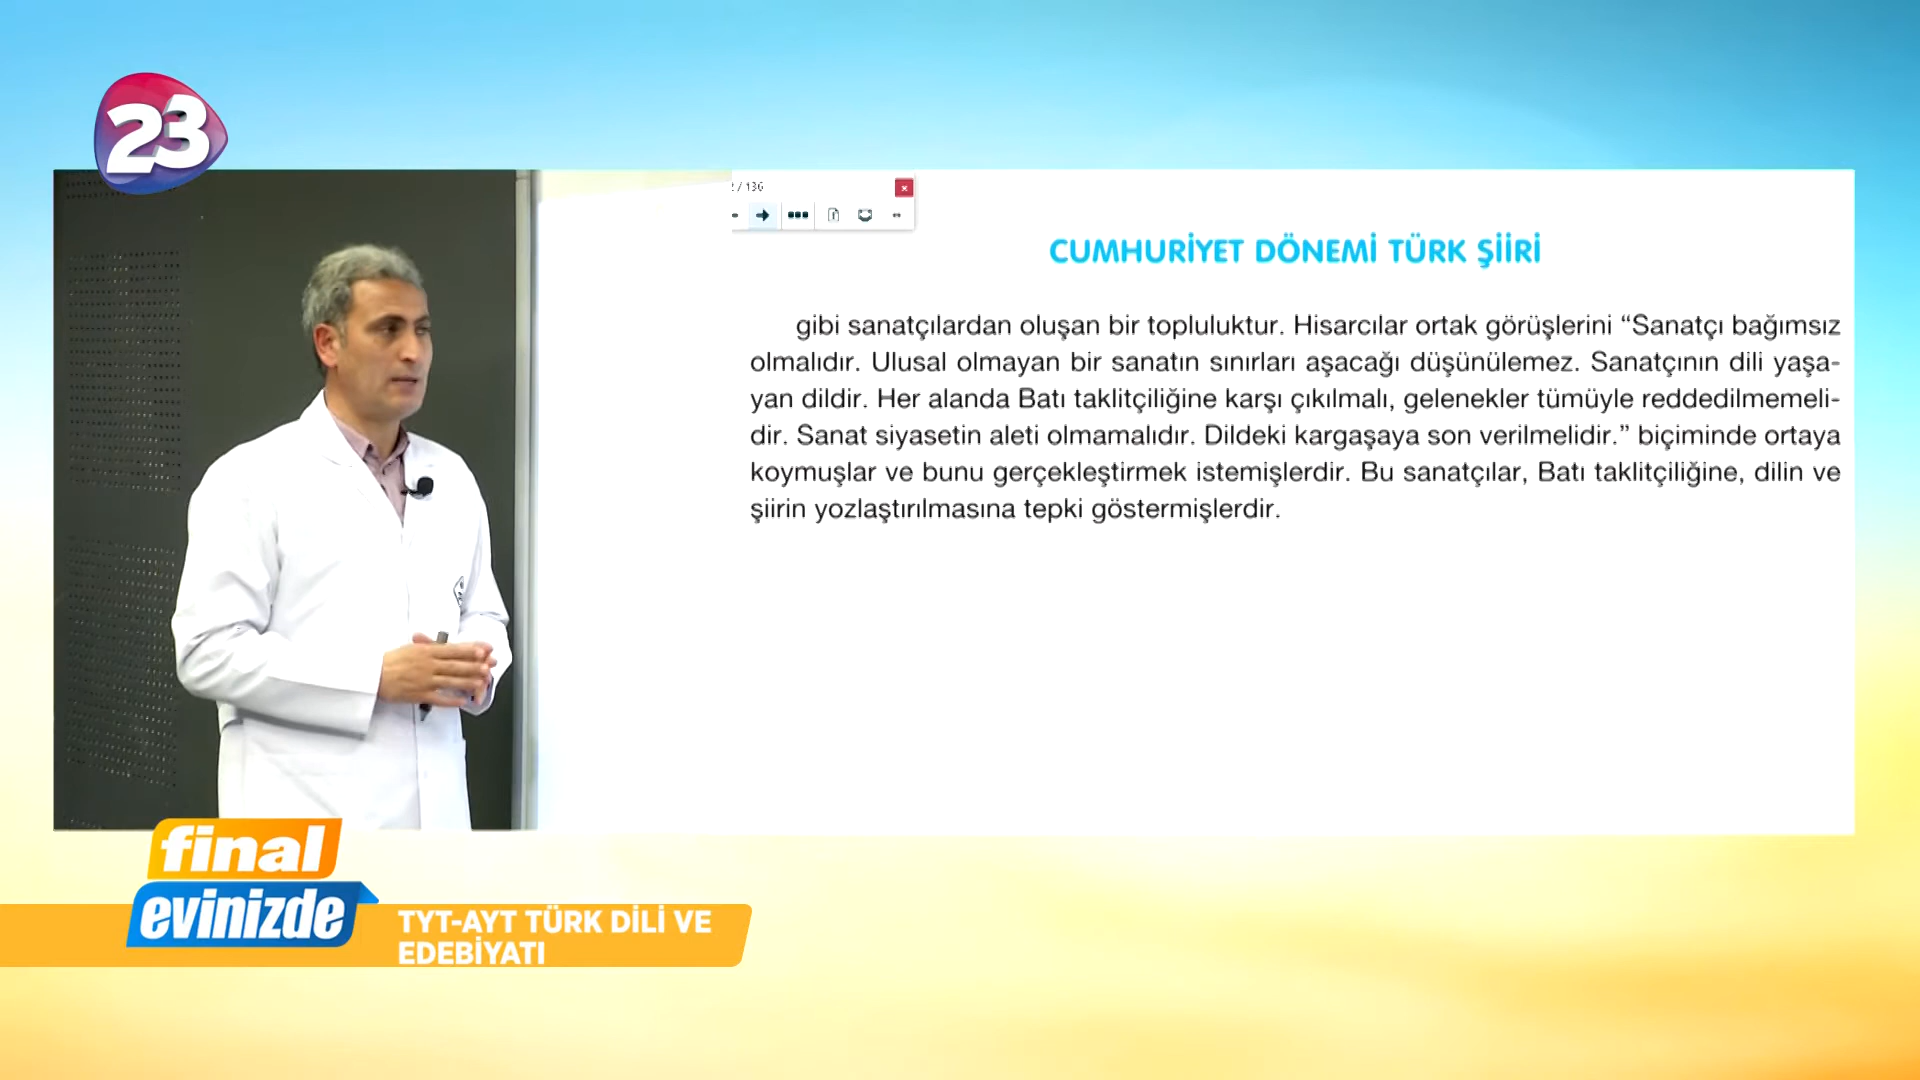 23
2 / 136
CUMHURİYET DÖNEMİ TÜRK ŞİİRİ
gibi sanatçılardan oluşan bir topluluktur. Hisarcılar ortak görüşlerini “Sanatçı bağımsız
olmalıdır. Ulusal olmayan bir sanatın sınırları aşacağı düşünülemez. Sanatçının dili yaşa-
yan dildir. Her alanda Batı taklitçiliğine karşı çıkılmalı, gelenekler tümüyle reddedilmemeli-
dir. Sanat siyasetin aleti olmamalıdır. Dildeki kargaşaya son verilmelidir.” biçiminde ortaya
koymuşlar ve bunu gerçekleştirmek istemişlerdir. Bu sanatçılar, Batı taklitçiliğine, dilin ve
şiirin yozlaştırılmasına tepki göstermişlerdir.
final
evinizde
TYT-AYT TÜRK DİLİ VE
EDEBİYATI